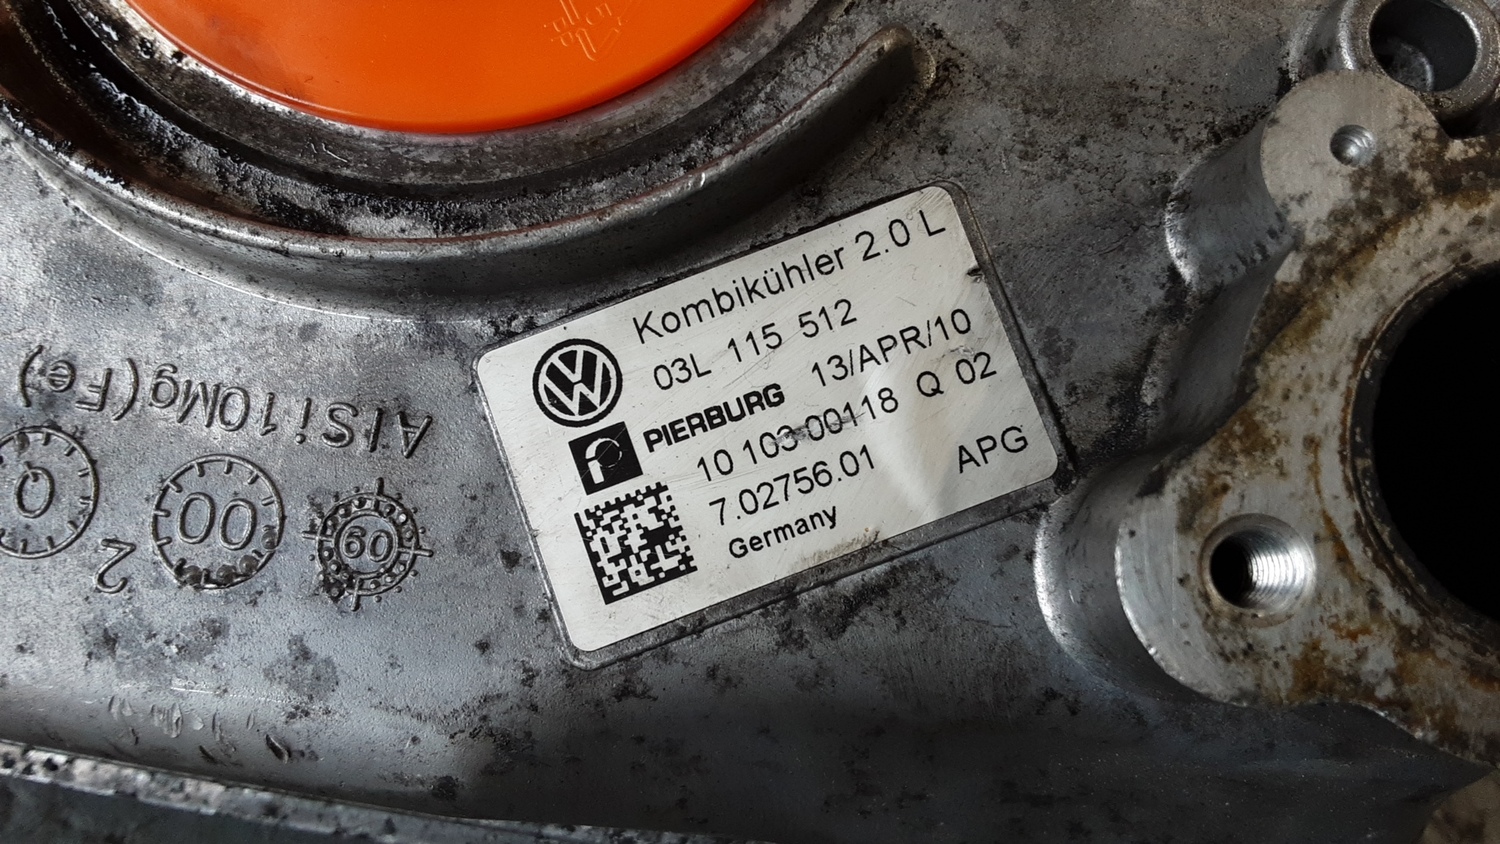 Kombikühler 2.0 L
03L 115 512
PIERBURG 13/APR/10
10 103 00118 Q 02
7.02756.01 APG
Germany
AlSi10Mg(Fe)
0
2
00
60